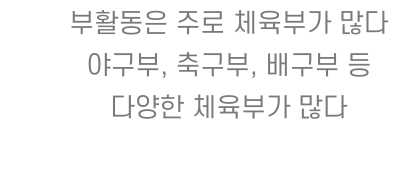 부활동은 주로 체육부가 많다
야구부, 축구부, 배구부 등
다양한 체육부가 많다